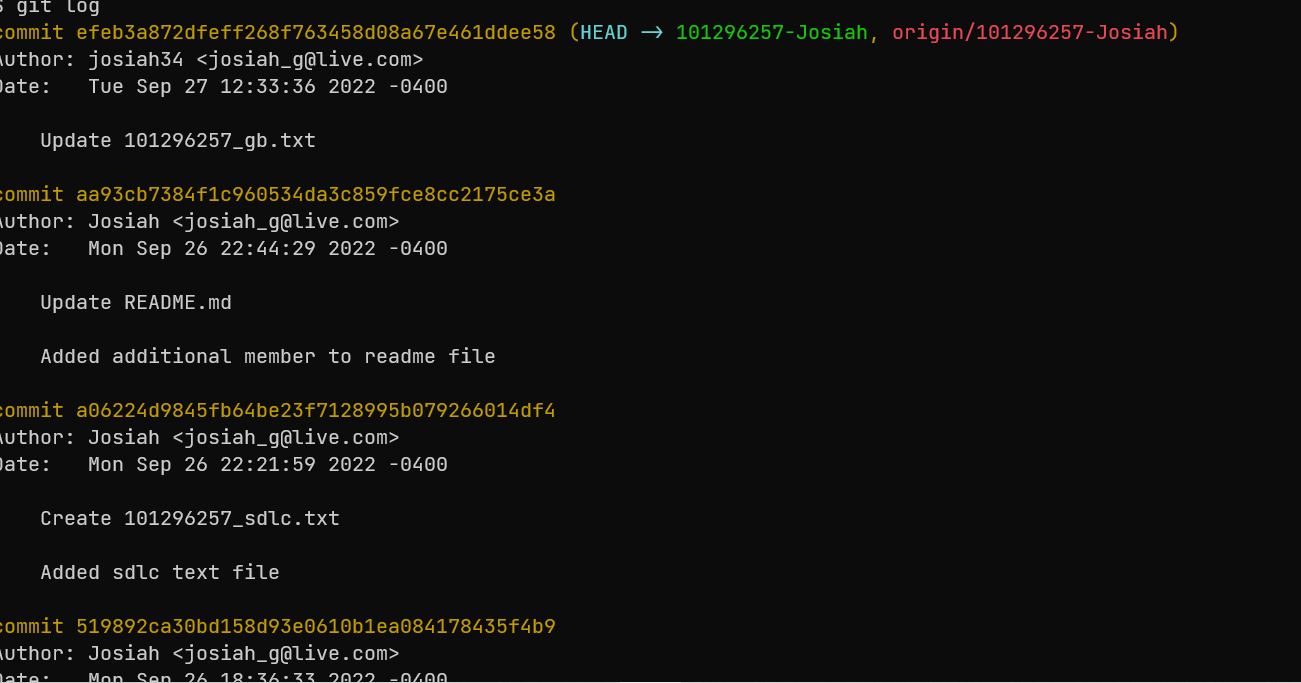 $ git log
commit efeb3a872dfeff268f763458d08a67e461ddee58 (HEAD -> 101296257-Josiah, origin/101296257-Josiah)
Author: josiah34 <josiah_g@live.com>
Date:   Tue Sep 27 12:33:36 2022 -0400
Update 101296257_gb.txt
commit aa93cb7384f1c960534da3c859fce8cc2175ce3a
Author: Josiah <josiah_g@live.com>
Date:   Mon Sep 26 22:44:29 2022 -0400
Update README.md
Added additional member to readme file
commit a06224d9845fb64be23f7128995b079266014df4
Author: Josiah <josiah_g@live.com>
Date:   Mon Sep 26 22:21:59 2022 -0400
Create 101296257_sdlc.txt
Added sdlc text file
commit 519892ca30bd158d93e0610b1ea084178435f4b9
Author: Josiah <josiah_g@live.com>
Date:   Mon Sep 26 18:36:33 2022 -0400